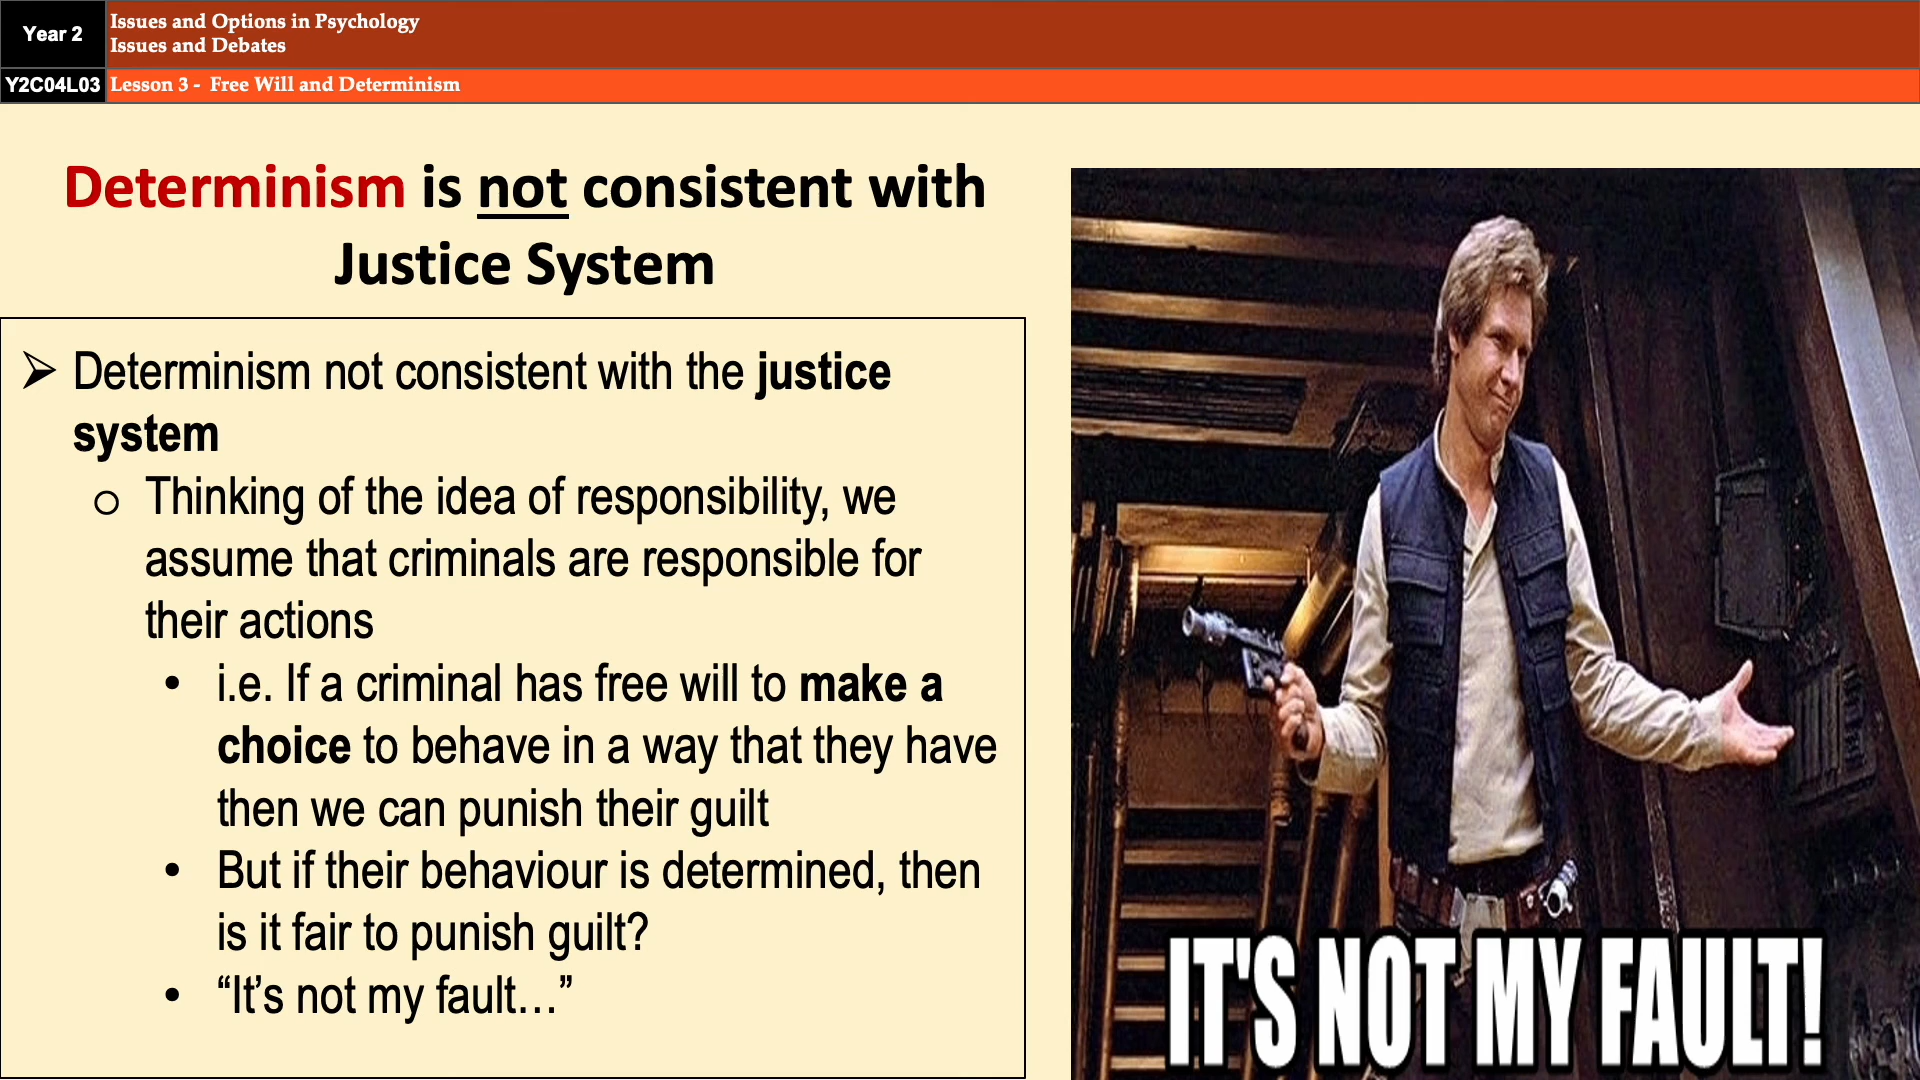 Year 2
Issues and Options in Psychology
Issues and Debates
Y2C04L03
Lesson 3 -  Free Will and Determinism
Determinism is not consistent with
Justice System
➢ Determinism not consistent with the justice
system
o Thinking of the idea of responsibility, we
assume that criminals are responsible for
their actions
• i.e. If a criminal has free will to make a
choice to behave in a way that they have
then we can punish their guilt
• But if their behaviour is determined, then
is it fair to punish guilt?
• “It’s not my fault…”
IT'S NOT MY FAULT!